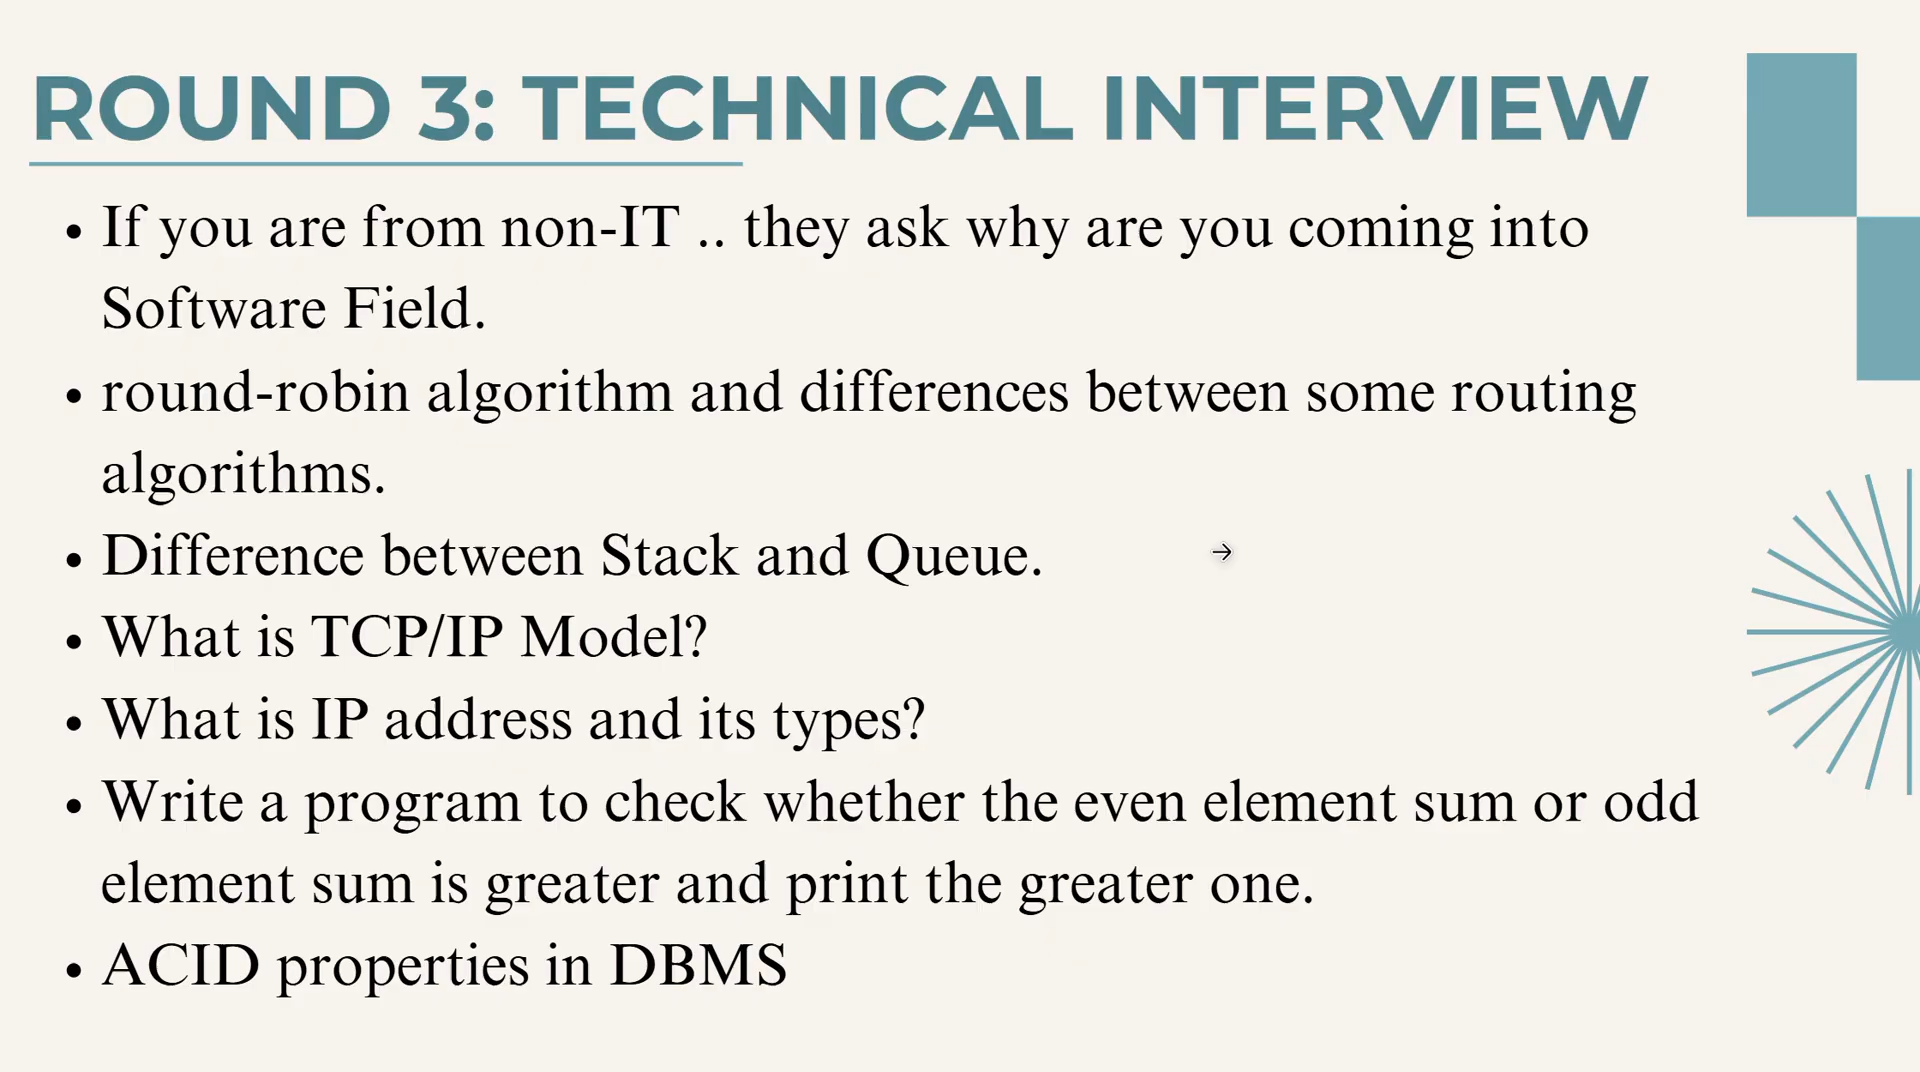 ROUND 3: TECHNICAL INTERVIEW
• If you are from non-IT .. they ask why are you coming into
Software Field.
• round-robin algorithm and differences between some routing
algorithms.
• Difference between Stack and Queue.
• What is TCP/IP Model?
• What is IP address and its types?
• Write a program to check whether the even element sum or odd
element sum is greater and print the greater one.
• ACID properties in DBMS